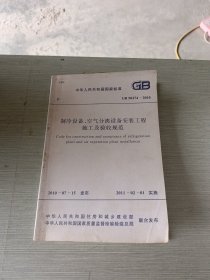 中华人民共和国国家标准
GB
P
GB 50274-2010
制冷设备、空气分离设备安装工程
施工及验收规范
Code for construction and acceptance of refrigeration
plant and air separation plant installation
2010-07-15 发布
2011-02-01 实施
中华人民共和国住房和城乡建设部
中华人民共和国国家质量监督检验检疫总局
联合发布